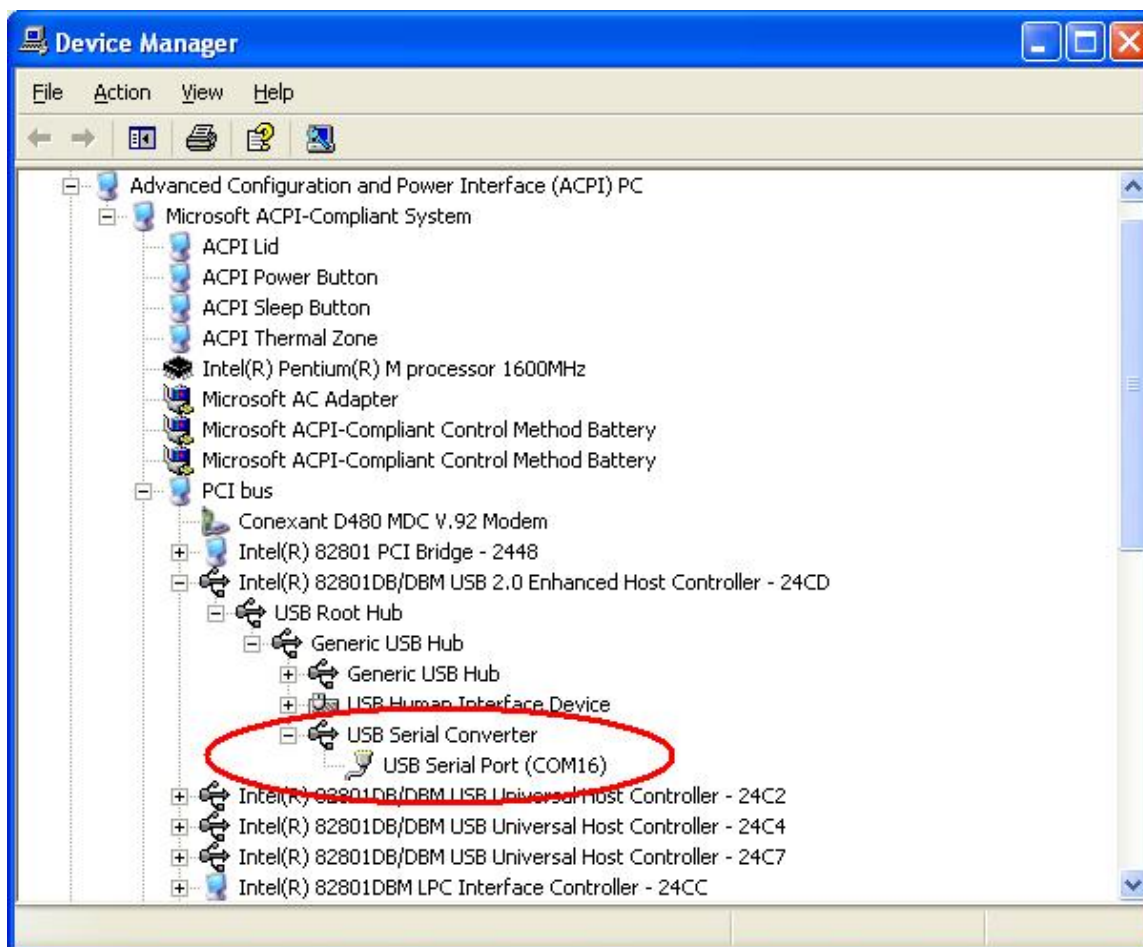 Device Manager
File Action View Help
Advanced Configuration and Power Interface (ACPI) PC
Microsoft ACPI-Compliant System
ACPI Lid
ACPI Power Button
ACPI Sleep Button
ACPI Thermal Zone
Intel(R) Pentium(R) M processor 1600MHz
Microsoft AC Adapter
Microsoft ACPI-Compliant Control Method Battery
Microsoft ACPI-Compliant Control Method Battery
PCI bus
Conexant D480 MDC V.92 Modem
Intel(R) 82801 PCI Bridge - 2448
Intel(R) 82801DB/DBM USB 2.0 Enhanced Host Controller - 24CD
USB Root Hub
Generic USB Hub
Generic USB Hub
USB Human Interface Device
USB Serial Converter
USB Serial Port (COM16)
Intel(R) 82801DB/DBM USB Universal Host Controller - 24C2
Intel(R) 82801DB/DBM USB Universal Host Controller - 24C4
Intel(R) 82801DB/DBM USB Universal Host Controller - 24C7
Intel(R) 82801DBM LPC Interface Controller - 24CC